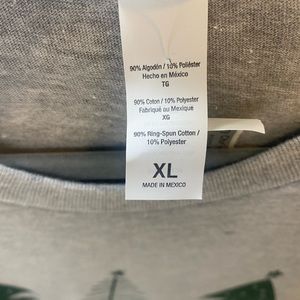 90% Algodón / 10% Poliéster
Hecho en México
TG
90% Coton / 10% Polyester
Fabriqué au Mexique
XG
90% Ring-Spun Cotton /
10% Polyester
XL
MADE IN MEXICO